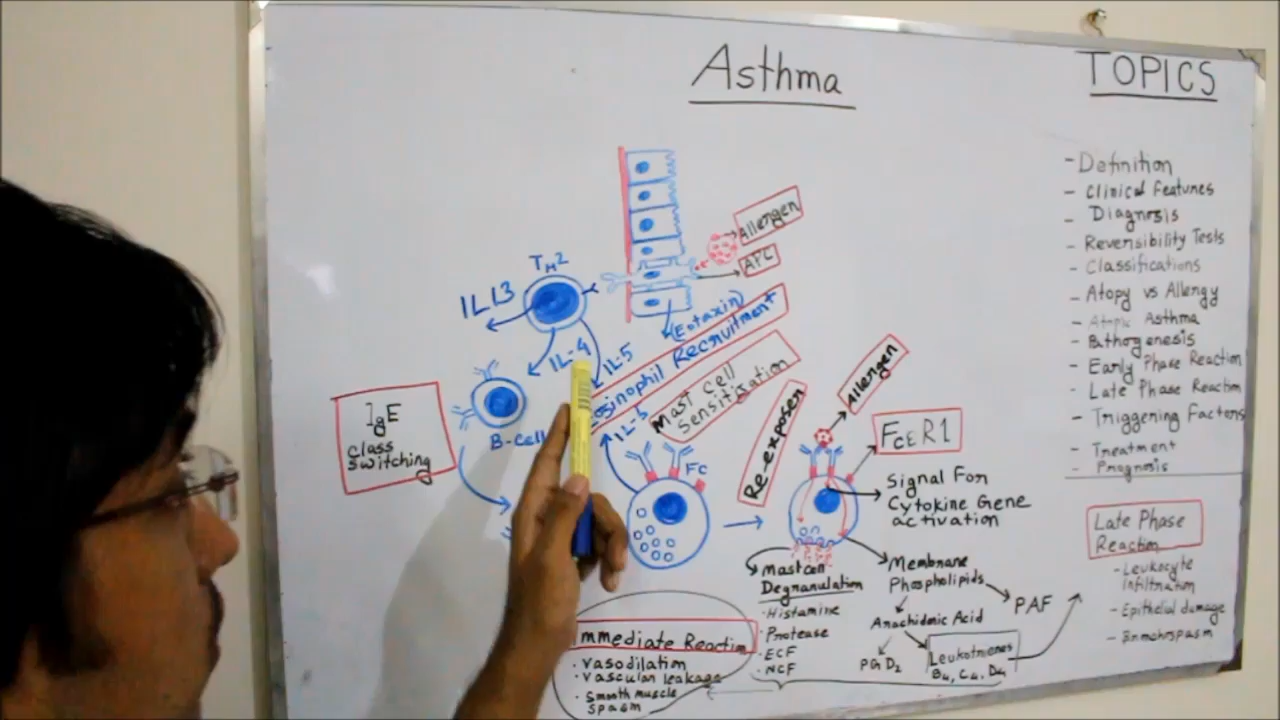 Asthma
TOPICS
- Definition
- Clinical Features
- Diagnosis
- Reversibility Tests
- Classifications
- Atopy vs Allergy
- Atopic Asthma
- Pathogenesis
- Early Phase Reaction
- Late Phase Reaction
- Triggering Factors
- Treatment
- Prognosis
Late Phase
Reaction
- Leukocyte
infiltration
- Epithelial damage
- Bronchospasm
Allergen
APC
TH2
IL13
IL-4
IL-5
(Eotaxin)
Eosinophil Recruitment
IgE
class
switching
B-cell
IL-5
Mast Cell
Sensitisation
Fc
Re-exposer
Allergen
FcεR1
Signal For
Cytokine Gene
activation
Mast cell
Degranulation
· Histamine
· Protease
· ECF
· NCF
Membrane
Phospholipids
PAF
Arachidonic Acid
PGD2
Leukotrienes
B4, C4, D4
Immediate Reaction
· Vasodilation
· Vascular leakage
· Smooth muscle
spasm